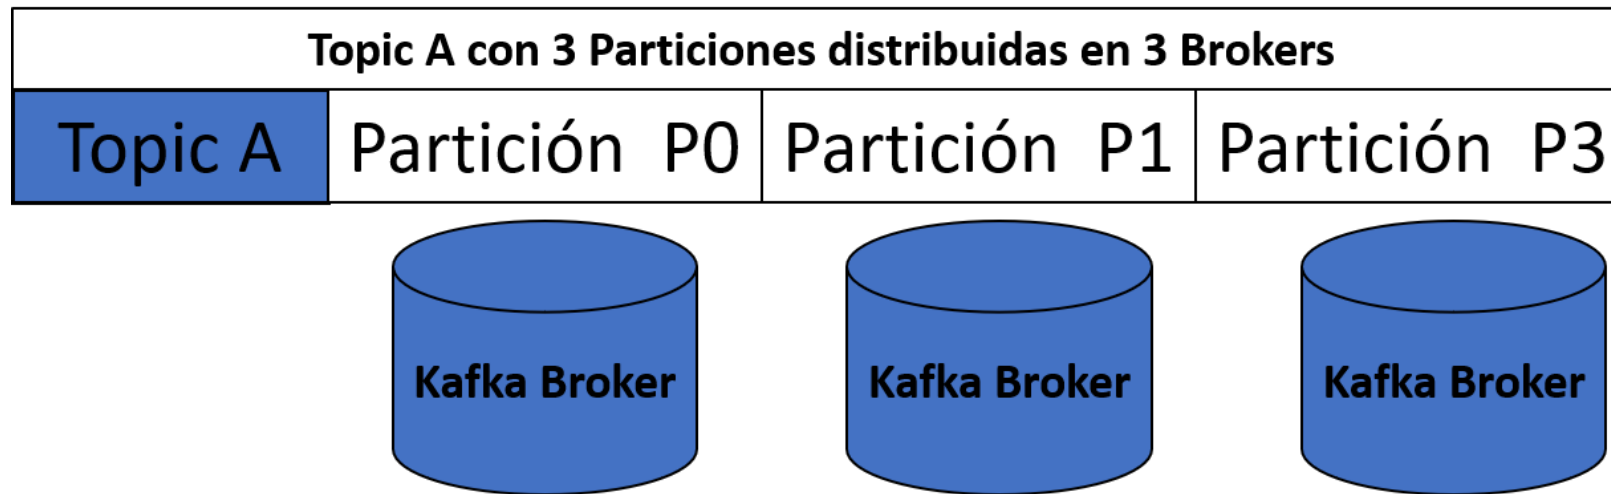 Topic A con 3 Particiones distribuidas en 3 Brokers
Topic A Partición P0 Partición P1 Partición P3
Kafka Broker Kafka Broker Kafka Broker